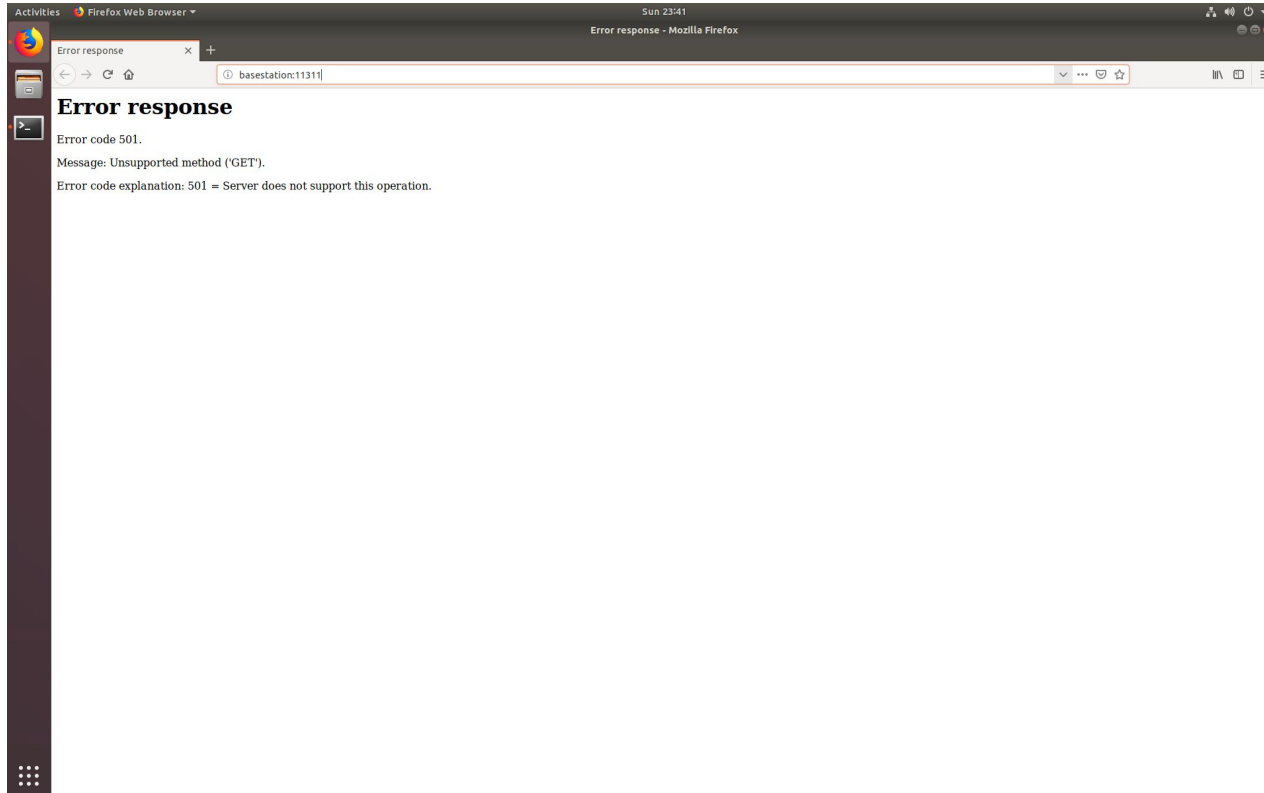 Activities Firefox Web Browser Sun 23:41
Error response - Mozilla Firefox
Error response
basestation:11311
Error response
Error code 501.
Message: Unsupported method ('GET').
Error code explanation: 501 = Server does not support this operation.